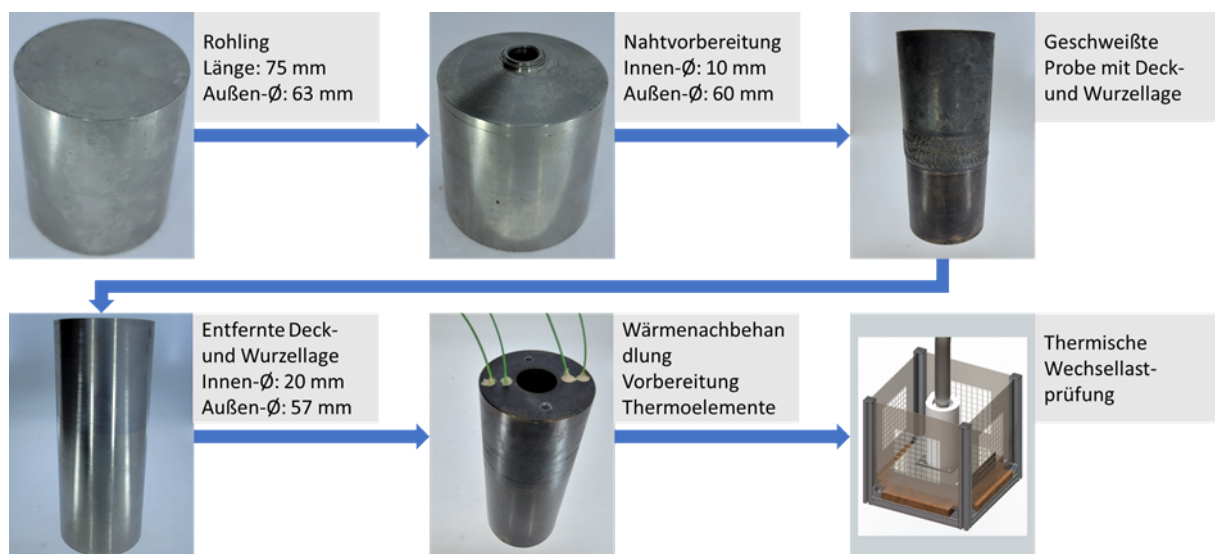 Rohling
Länge: 75 mm
Außen-Ø: 63 mm
Nahtvorbereitung
Innen-Ø: 10 mm
Außen-Ø: 60 mm
Geschweißte
Probe mit Deck-
und Wurzellage
Entfernte Deck-
und Wurzellage
Innen-Ø: 20 mm
Außen-Ø: 57 mm
Wärmenachbehan
dlung
Vorbereitung
Thermoelemente
Thermische
Wechsellast-
prüfung